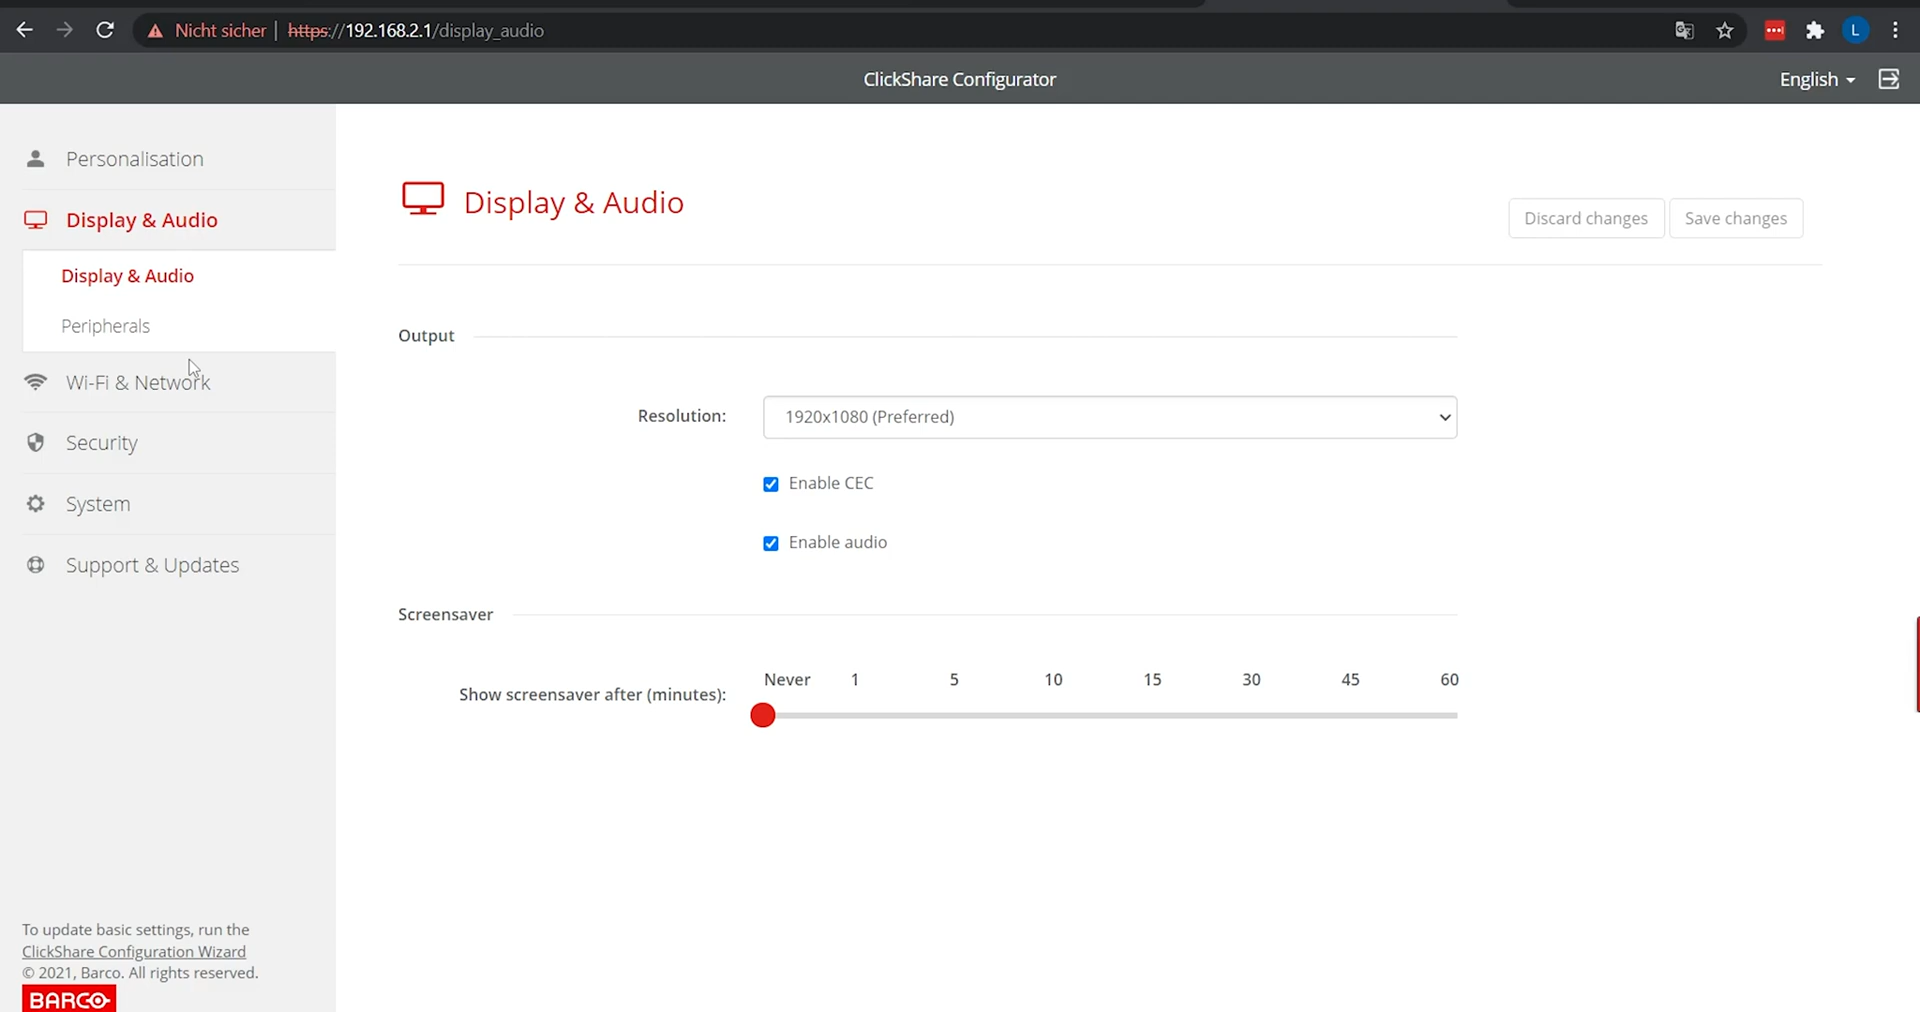 Nicht sicher | https://192.168.2.1/display_audio
L
ClickShare Configurator
English
Personalisation
Display & Audio
Display & Audio
Peripherals
Wi-Fi & Network
Security
System
Support & Updates
To update basic settings, run the
ClickShare Configuration Wizard
© 2021, Barco. All rights reserved.
BARCO
Display & Audio
Discard changes
Save changes
Output
Resolution:
1920x1080 (Preferred)
Enable CEC
Enable audio
Screensaver
Show screensaver after (minutes):
Never 1 5 10 15 30 45 60